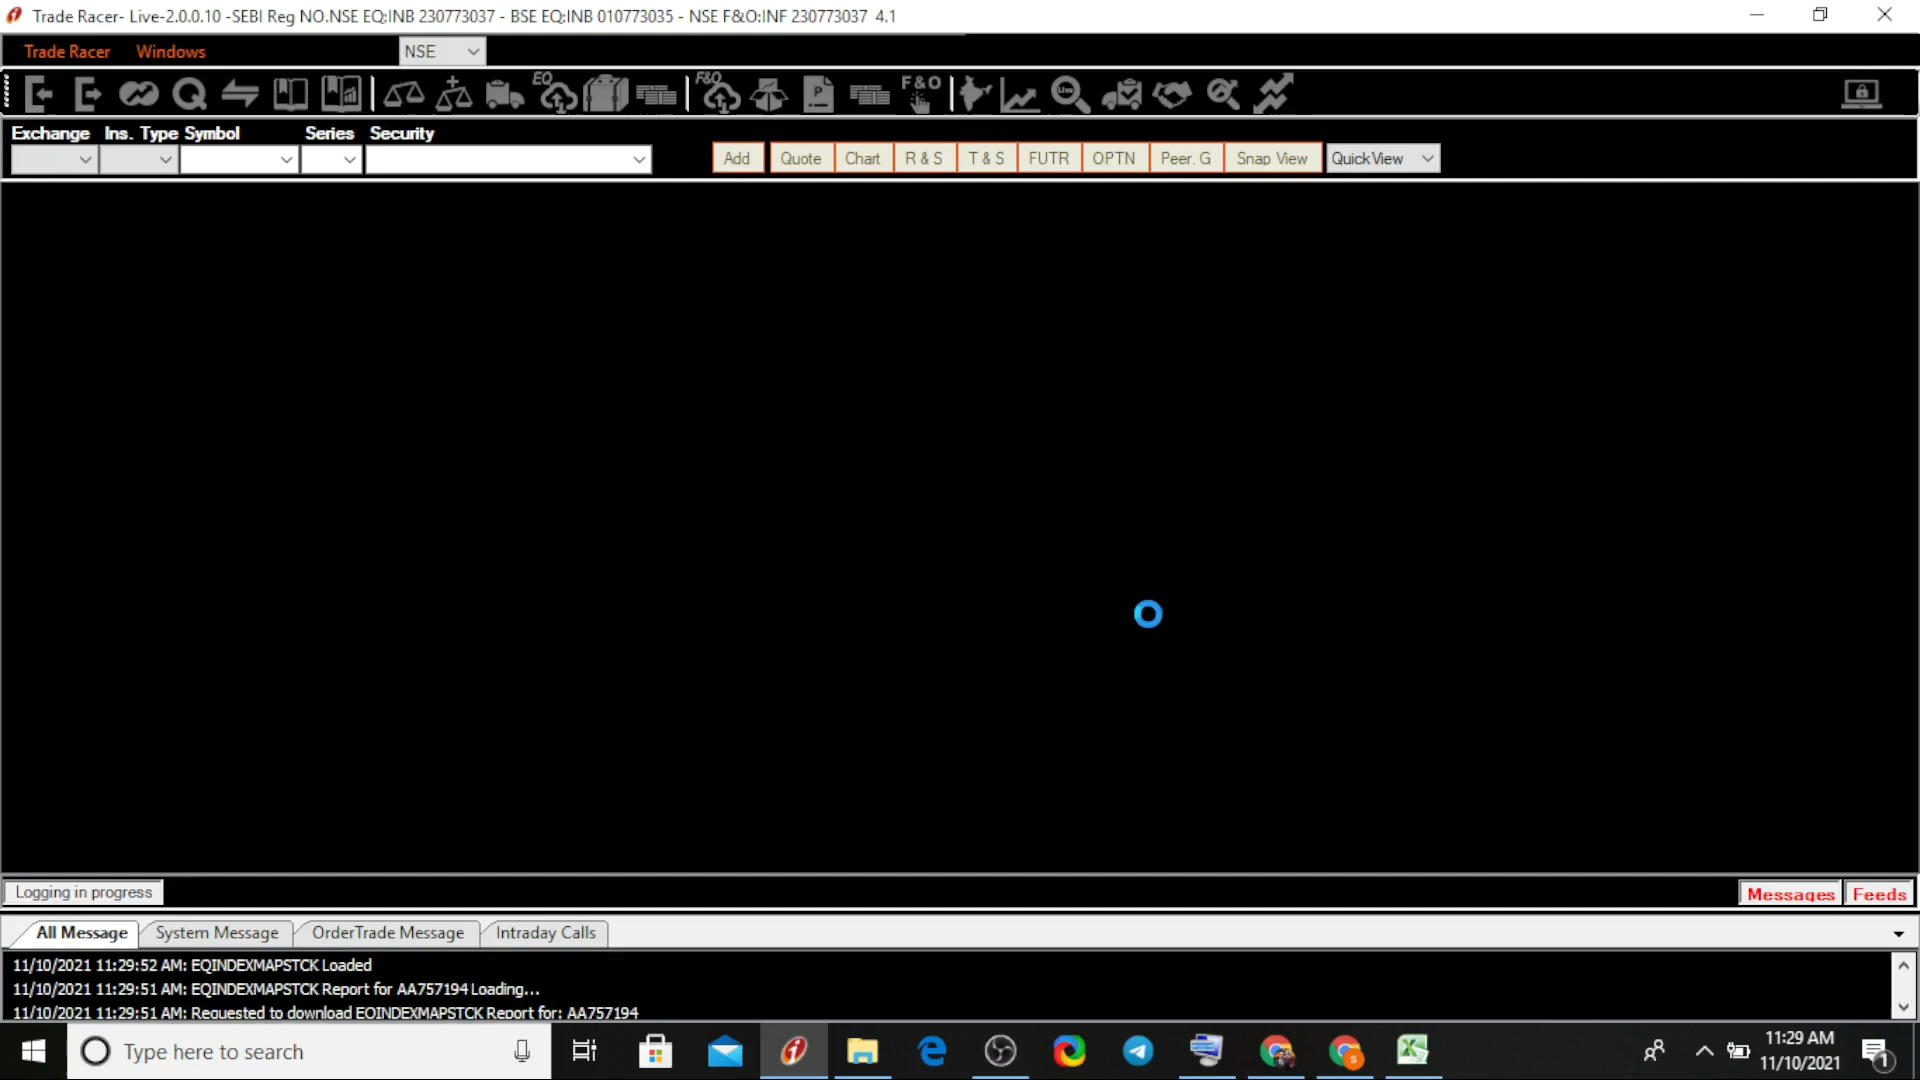 Trade Racer- Live-2.0.0.10 -SEBI Reg NO.NSE EQ:INB 230773037 - BSE EQ:INB 010773035 - NSE F&O:INF 230773037 4.1
Trade Racer Windows NSE
EQ F&O P F & O Live
Exchange Ins. Type Symbol Series Security
Add Quote Chart R & S T & S FUTR OPTN Peer. G Snap View QuickView
Logging in progress Messages Feeds
All Message System Message OrderTrade Message Intraday Calls
11/10/2021 11:29:52 AM: EQINDEXMAPSTCK Loaded
11/10/2021 11:29:51 AM: EQINDEXMAPSTCK Report for AA757194 Loading...
11/10/2021 11:29:51 AM: Requested to download EQINDEXMAPSTCK Report for: AA757194
Type here to search
11:29 AM
11/10/2021
1